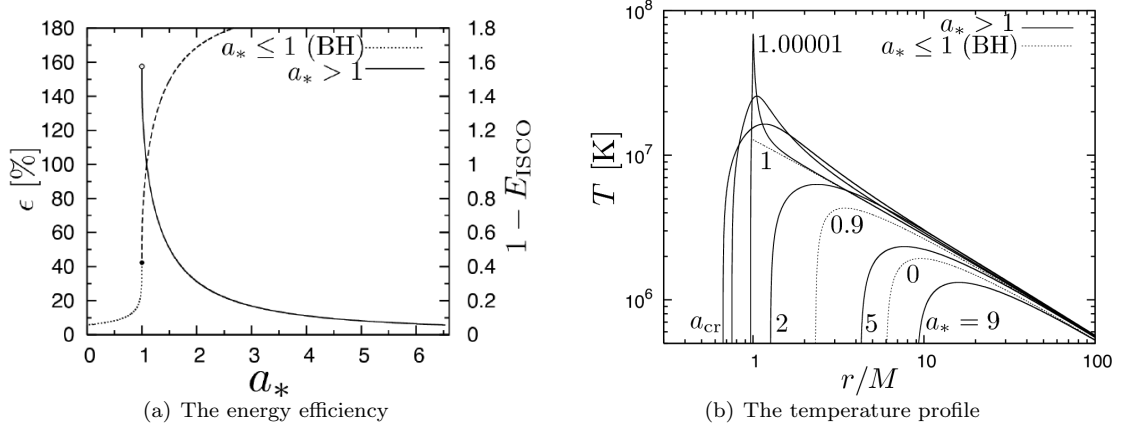 180
160
140
120
100
80
60
40
20
0
ϵ [%]
a* ≤ 1 (BH)
a* > 1
1.8
1.6
1.4
1.2
1
0.8
0.6
0.4
0.2
0
1 − E_ISCO
0 1 2 3 4 5 6
a*
(a) The energy efficiency
10^8
10^7
10^6
T [K]
a* > 1
a* ≤ 1 (BH)
1.00001
1
0.9
0
a_cr
2
5
a* = 9
1 10 100
r/M
(b) The temperature profile